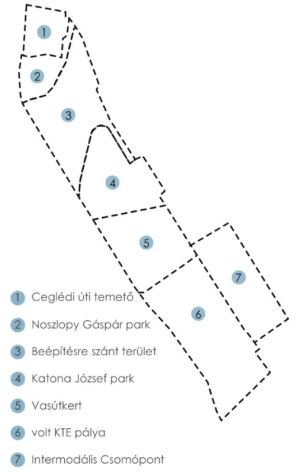 1
2
3
4
5
7
6
1 Ceglédi úti temető
2 Noszlopy Gáspár park
3 Beépítésre szánt terület
4 Katona József park
5 Vasútkert
6 volt KTE pálya
7 Intermodális Csomópont